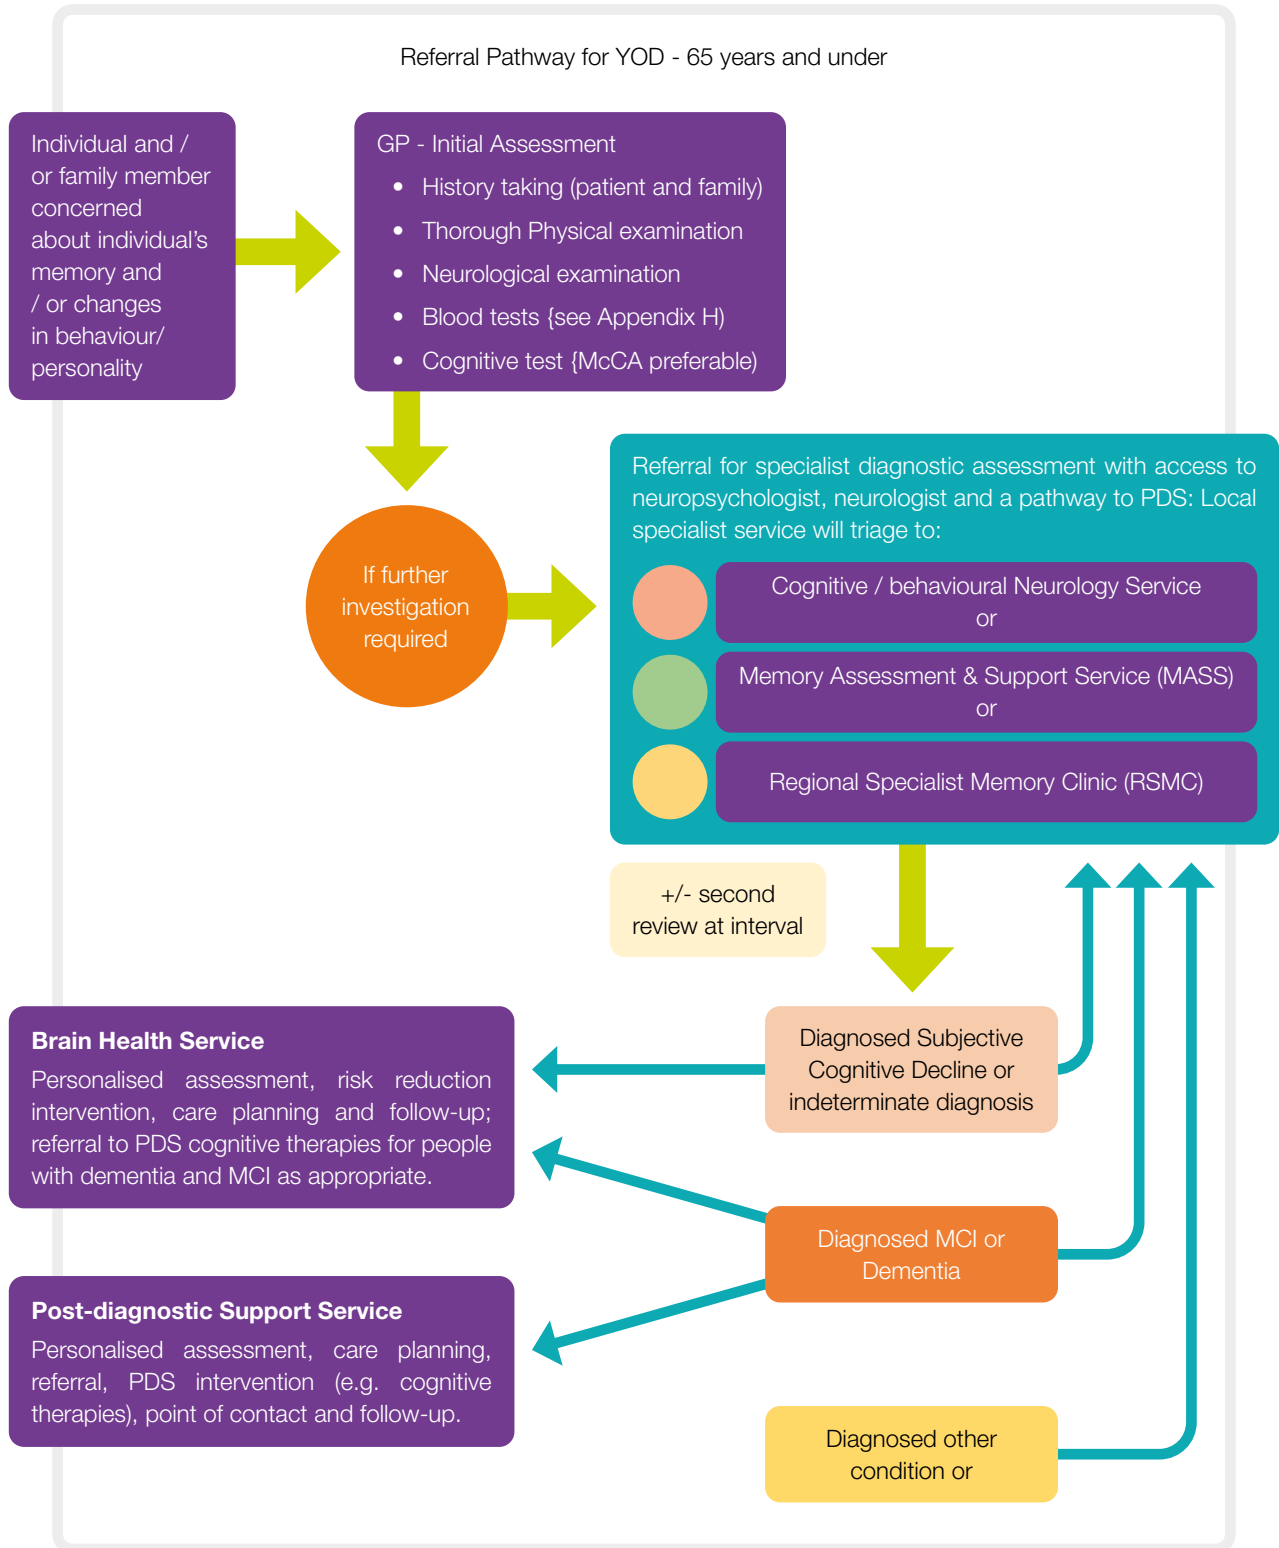 Referral Pathway for YOD - 65 years and under
Individual and /
or family member
concerned
about individual's
memory and
/ or changes
in behaviour/
personality
GP - Initial Assessment
• History taking (patient and family)
• Thorough Physical examination
• Neurological examination
• Blood tests {see Appendix H)
• Cognitive test {McCA preferable)
If further
investigation
required
Referral for specialist diagnostic assessment with access to
neuropsychologist, neurologist and a pathway to PDS: Local
specialist service will triage to:
Cognitive / behavioural Neurology Service
or
Memory Assessment & Support Service (MASS)
or
Regional Specialist Memory Clinic (RSMC)
+/- second
review at interval
Diagnosed Subjective
Cognitive Decline or
indeterminate diagnosis
Brain Health Service
Personalised assessment, risk reduction
intervention, care planning and follow-up;
referral to PDS cognitive therapies for people
with dementia and MCI as appropriate.
Diagnosed MCI or
Dementia
Post-diagnostic Support Service
Personalised assessment, care planning,
referral, PDS intervention (e.g. cognitive
therapies), point of contact and follow-up.
Diagnosed other
condition or